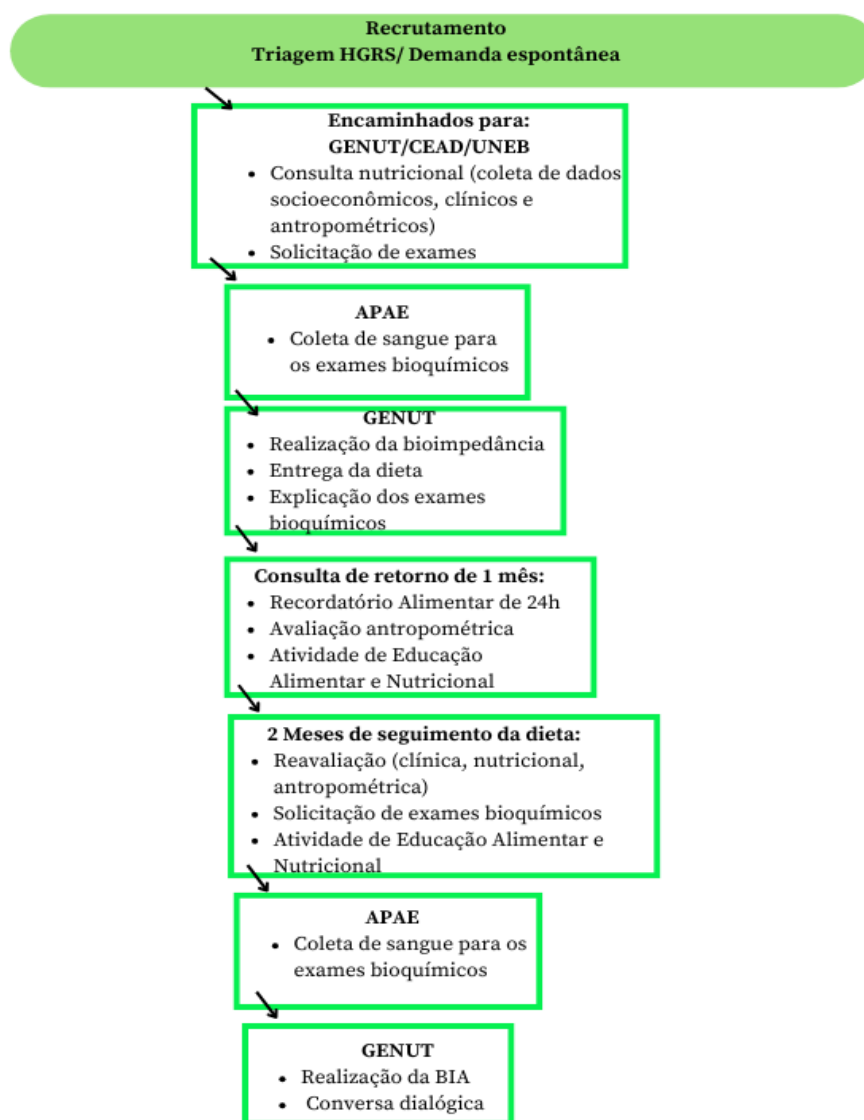 Recrutamento
Triagem HGRS/ Demanda espontânea
Encaminhados para:
GENUT/CEAD/UNEB
• Consulta nutricional (coleta de dados
socioeconômicos, clínicos e
antropométricos)
• Solicitação de exames
APAE
• Coleta de sangue para
os exames bioquímicos
GENUT
• Realização da bioimpedância
• Entrega da dieta
• Explicação dos exames
bioquímicos
Consulta de retorno de 1 mês:
• Recordatório Alimentar de 24h
• Avaliação antropométrica
• Atividade de Educação
Alimentar e Nutricional
2 Meses de seguimento da dieta:
• Reavaliação (clínica, nutricional,
antropométrica)
• Solicitação de exames bioquímicos
• Atividade de Educação Alimentar e
Nutricional
APAE
• Coleta de sangue para os
exames bioquímicos
GENUT
• Realização da BIA
• Conversa dialógica